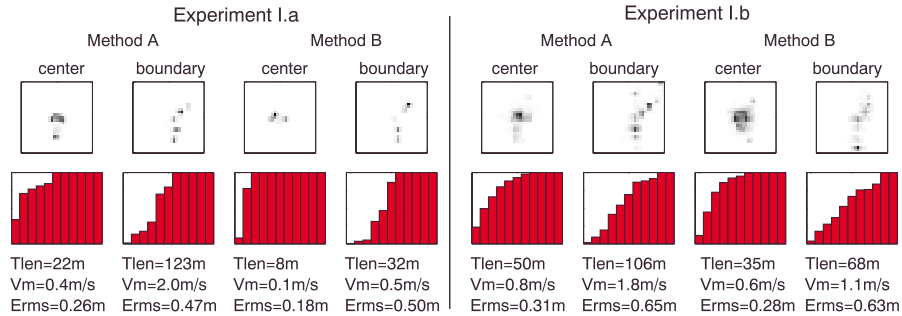 Experiment I.a
Experiment I.b
Method A
Method B
Method A
Method B
center
boundary
center
boundary
center
boundary
center
boundary
Tlen=22m
Tlen=123m
Tlen=8m
Tlen=32m
Tlen=50m
Tlen=106m
Tlen=35m
Tlen=68m
Vm=0.4m/s
Vm=2.0m/s
Vm=0.1m/s
Vm=0.5m/s
Vm=0.8m/s
Vm=1.8m/s
Vm=0.6m/s
Vm=1.1m/s
Erms=0.26m
Erms=0.47m
Erms=0.18m
Erms=0.50m
Erms=0.31m
Erms=0.65m
Erms=0.28m
Erms=0.63m